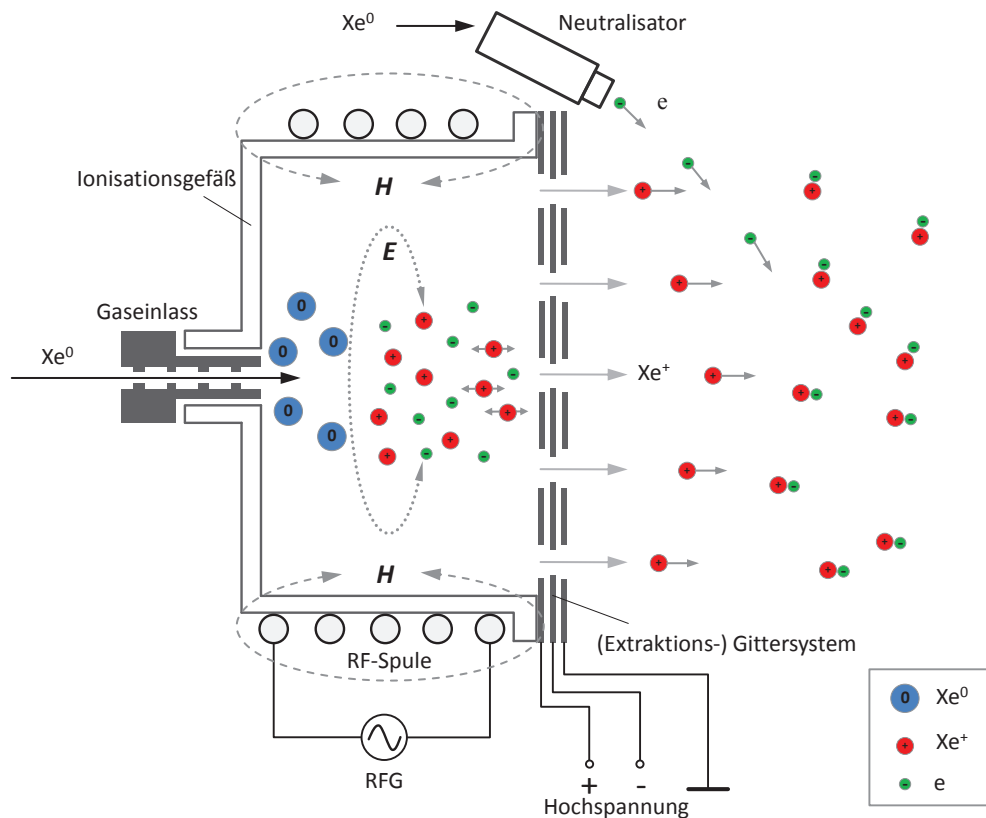 Xe⁰
Neutralisator
e
Ionisationsgefäß
H
E
Gaseinlass
Xe⁰
0
0
0
0
0
Xe⁺
H
RF-Spule
(Extraktions-) Gittersystem
RFG
+ -
Hochspannung
0 Xe⁰
+ Xe⁺
- e